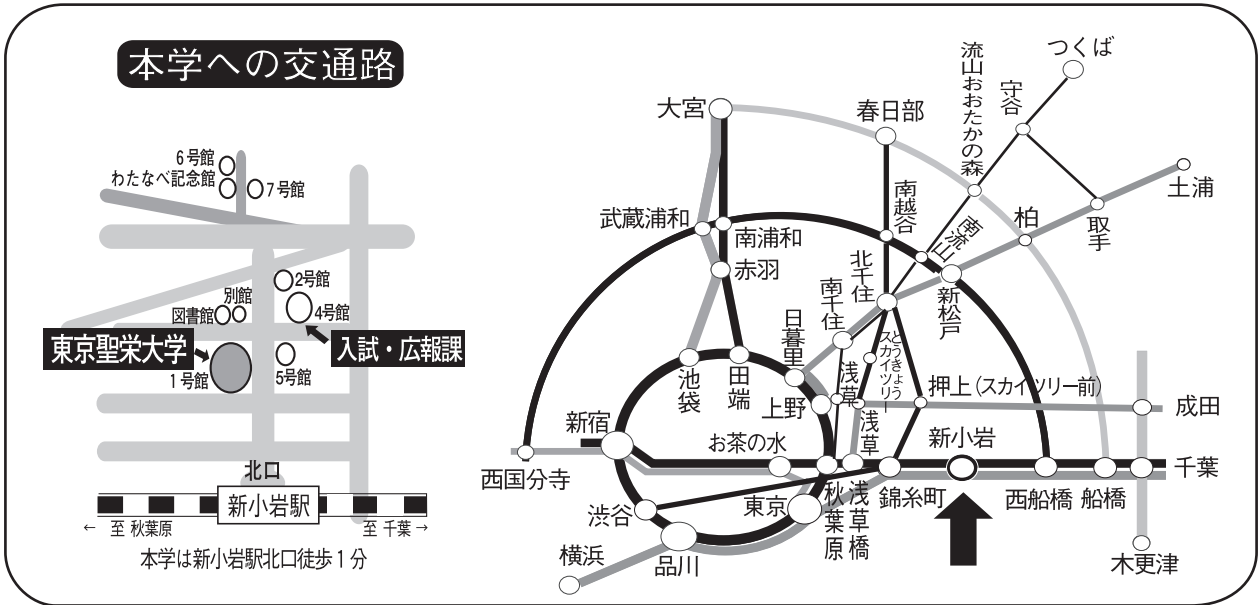 本学への交通路
6号館
わたなべ記念館
7号館
2号館
別館
図書館
4号館
東京聖栄大学
入試・広報課
1号館
5号館
北口
新小岩駅
← 至 秋葉原
至 千葉 →
本学は新小岩駅北口徒歩1分
大宮
春日部
流山おおたかの森
つくば
守谷
土浦
取手
柏
武蔵浦和
南浦和
南越谷
南流山
赤羽
北千住
南千住
新松戸
日暮里
浅草
とうきょう
スカイツリー
池袋
田端
上野
浅草
押上（スカイツリー前）
成田
新宿
お茶の水
新小岩
西国分寺
千葉
渋谷
東京
秋葉原
浅草橋
錦糸町
西船橋
船橋
横浜
品川
木更津